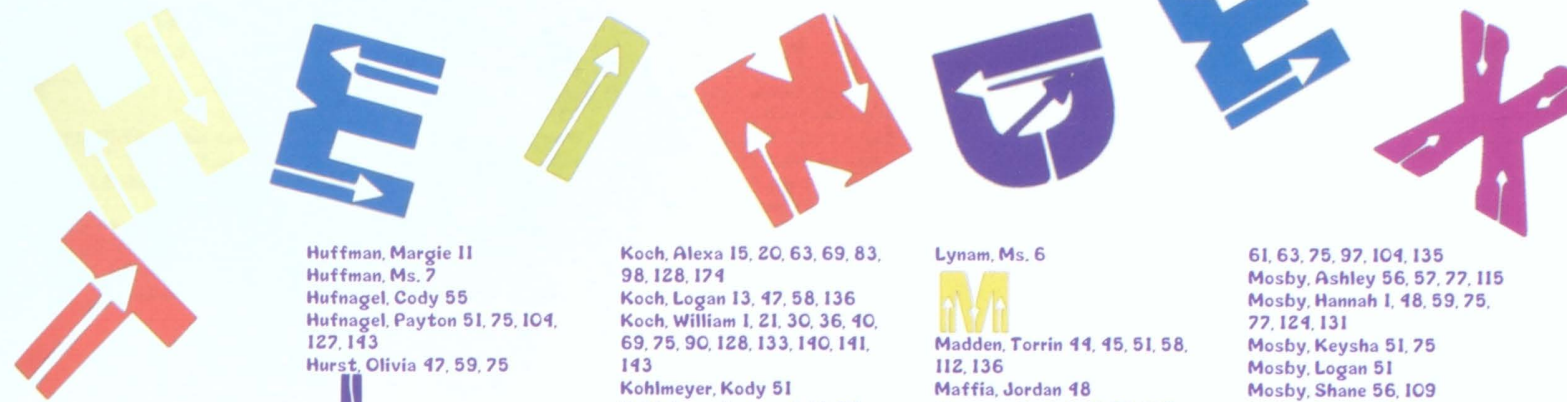 THE INDEX
Huffman, Margie 11
Huffman, Ms. 7
Hufnagel, Cody 55
Hufnagel, Payton 51, 75, 104,
127, 143
Hurst, Olivia 47, 59, 75
I
Koch, Alexa 15, 20, 63, 69, 83,
98, 128, 174
Koch, Logan 13, 47, 58, 136
Koch, William 1, 21, 30, 36, 40,
69, 75, 90, 128, 133, 140, 141,
143
Kohlmeyer, Kody 51
Lynam, Ms. 6
M
Madden, Torrin 44, 45, 51, 58,
112, 136
Maffia, Jordan 48
61, 63, 75, 97, 104, 135
Mosby, Ashley 56, 57, 77, 115
Mosby, Hannah 1, 48, 59, 75,
77, 124, 131
Mosby, Keysha 51, 75
Mosby, Logan 51
Mosby, Shane 56, 109